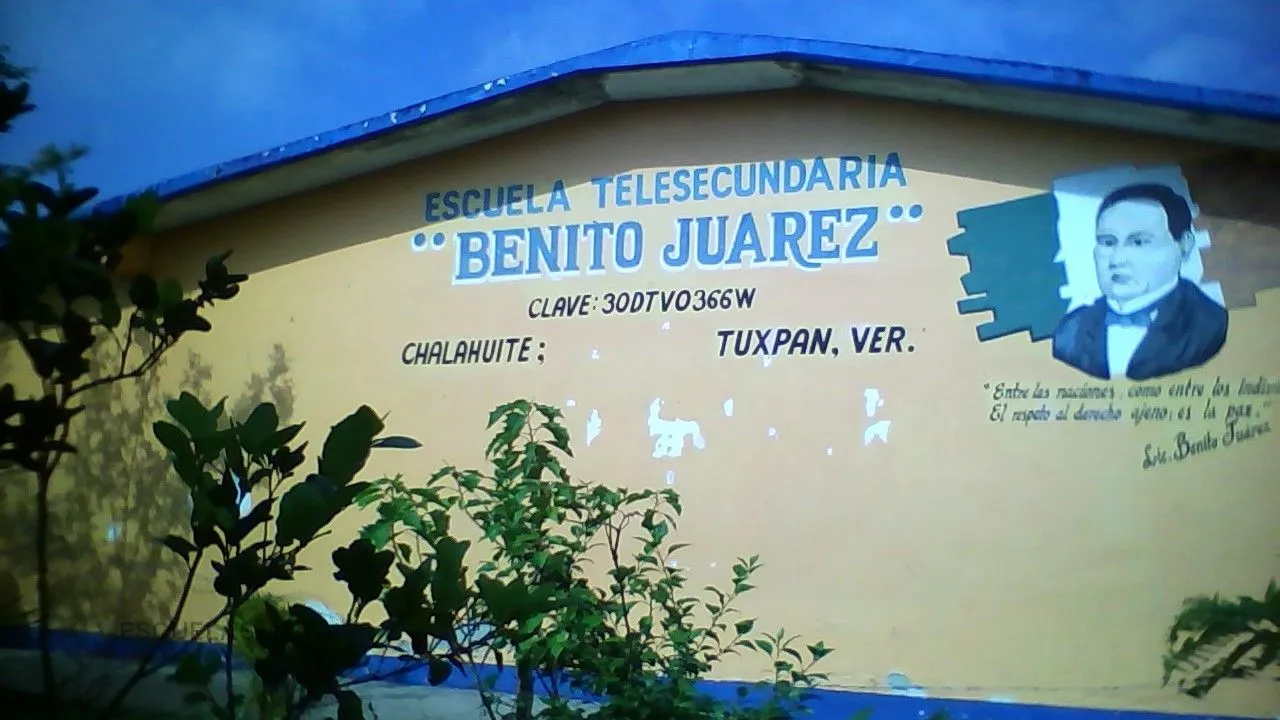 ESCUELA TELESECUNDARIA
"BENITO JUAREZ"
CLAVE: 30DTV0366W
CHALAHUITE; TUXPAN, VER.
"Entre las naciones, como entre los
El respeto al derecho ajeno; es la paz."
Lic. Benito Juárez